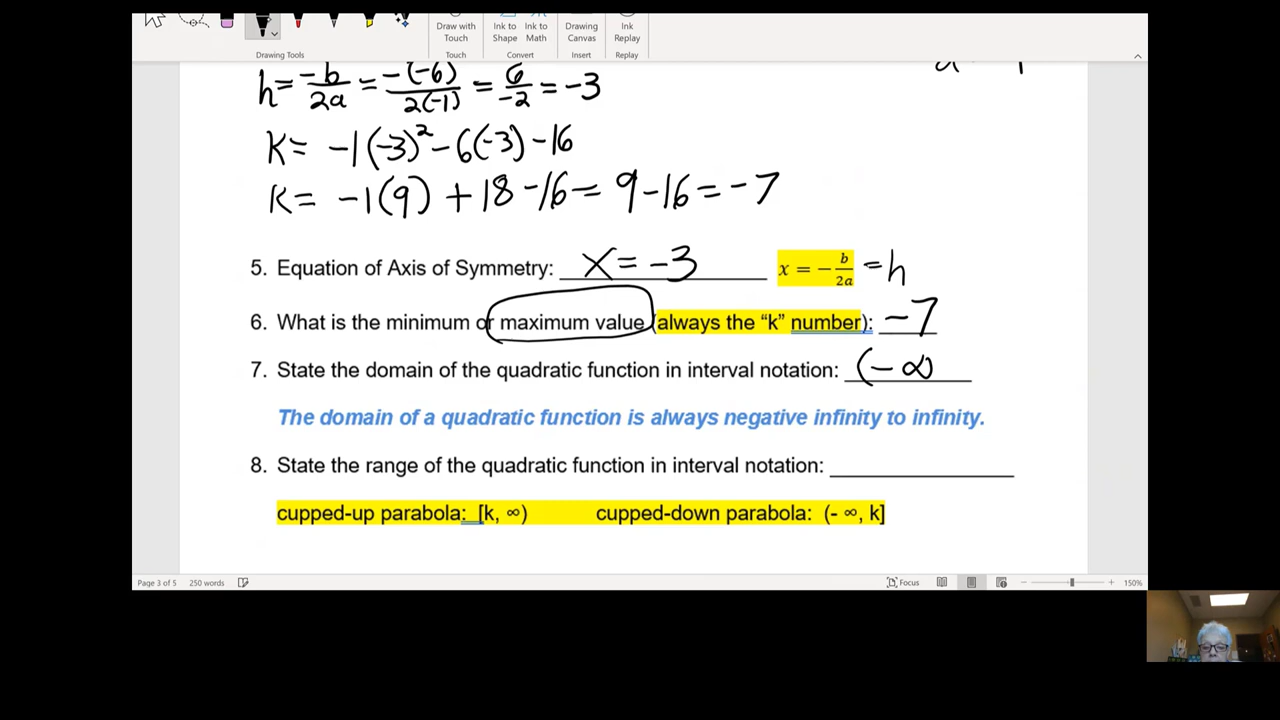 Draw with Touch
Ink to Shape
Ink to Math
Drawing Canvas
Ink Replay
Drawing Tools
Touch
Convert
Insert
Replay
h = -b/2a = -(-6)/2(-1) = 6/-2 = -3
K = -1(-3)² - 6(-3) - 16
K = -1(9) + 18 - 16 = 9 - 16 = -7
5. Equation of Axis of Symmetry: x = -3 x = - b/2a = h
6. What is the minimum or maximum value (always the “k” number): -7
7. State the domain of the quadratic function in interval notation: (-∞
The domain of a quadratic function is always negative infinity to infinity.
8. State the range of the quadratic function in interval notation: ____
cupped-up parabola: [k, ∞) cupped-down parabola: (- ∞, k]
Page 3 of 5 250 words Focus 150%